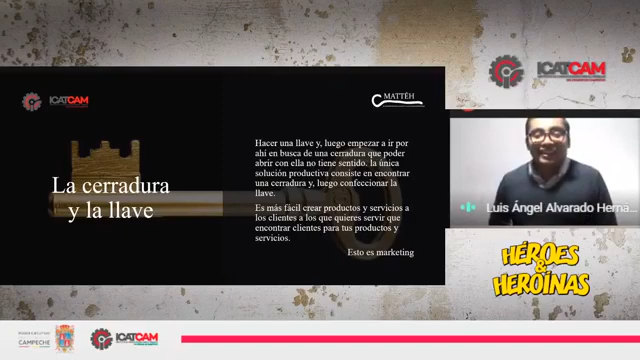 ICATCAM
ICATCAM
MATTÊH
La cerradura
y la llave
Hacer una llave y, luego empezar a ir por
ahí en busca de una cerradura que poder
abrir con ella no tiene sentido. la única
solución productiva consiste en encontrar
una cerradura y, luego confeccionar la
llave.
Es más fácil crear productos y servicios a
los clientes a los que quieres servir que
encontrar clientes para tus productos y
servicios.
Esto es marketing
Luis Ángel Alvarado Herna...
HÉROES
&
HEROÍNAS
PODER EJECUTIVO
CAMPECHE
ICATCAM